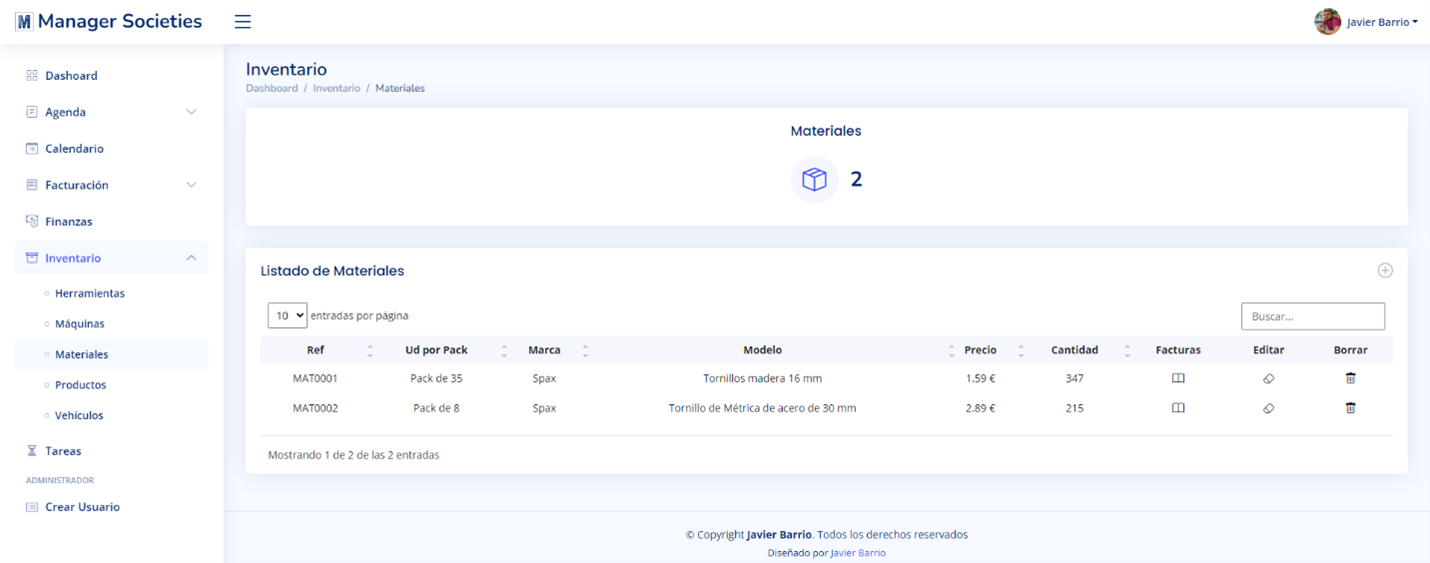 Manager Societies
Javier Barrio
Dashoard
Agenda
Calendario
Facturación
Finanzas
Inventario
Herramientas
Máquinas
Materiales
Productos
Vehículos
Tareas
ADMINISTRADOR
Crear Usuario
Inventario
Dashboard / Inventario / Materiales
Materiales
2
Listado de Materiales
10 entradas por página
Buscar...
Ref Ud por Pack Marca Modelo Precio Cantidad Facturas Editar Borrar
MAT0001 Pack de 35 Spax Tornillos madera 16 mm 1.59 € 347
MAT0002 Pack de 8 Spax Tornillo de Métrica de acero de 30 mm 2.89 € 215
Mostrando 1 de 2 de las 2 entradas
© Copyright Javier Barrio. Todos los derechos reservados
Diseñado por Javier Barrio